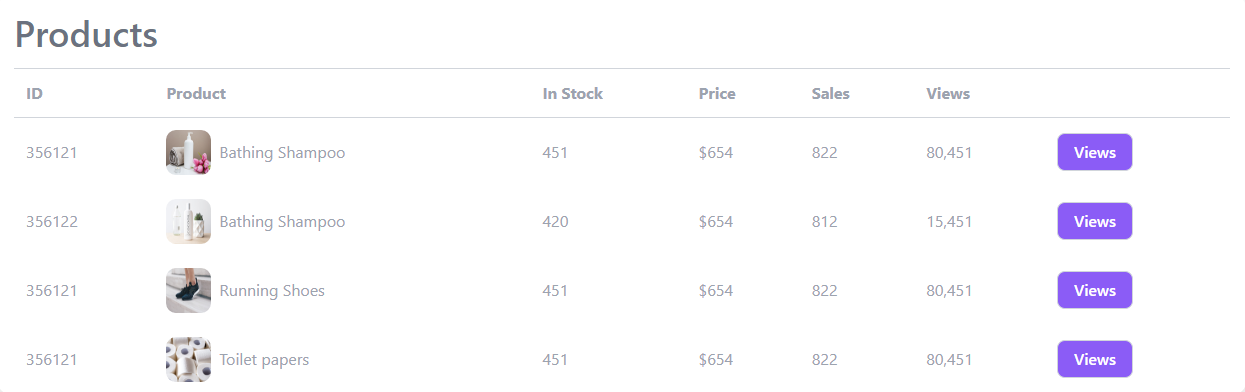 Products
ID Product In Stock Price Sales Views
356121 Bathing Shampoo 451 $654 822 80,451 Views
356122 Bathing Shampoo 420 $654 812 15,451 Views
356121 Running Shoes 451 $654 822 80,451 Views
356121 Toilet papers 451 $654 822 80,451 Views